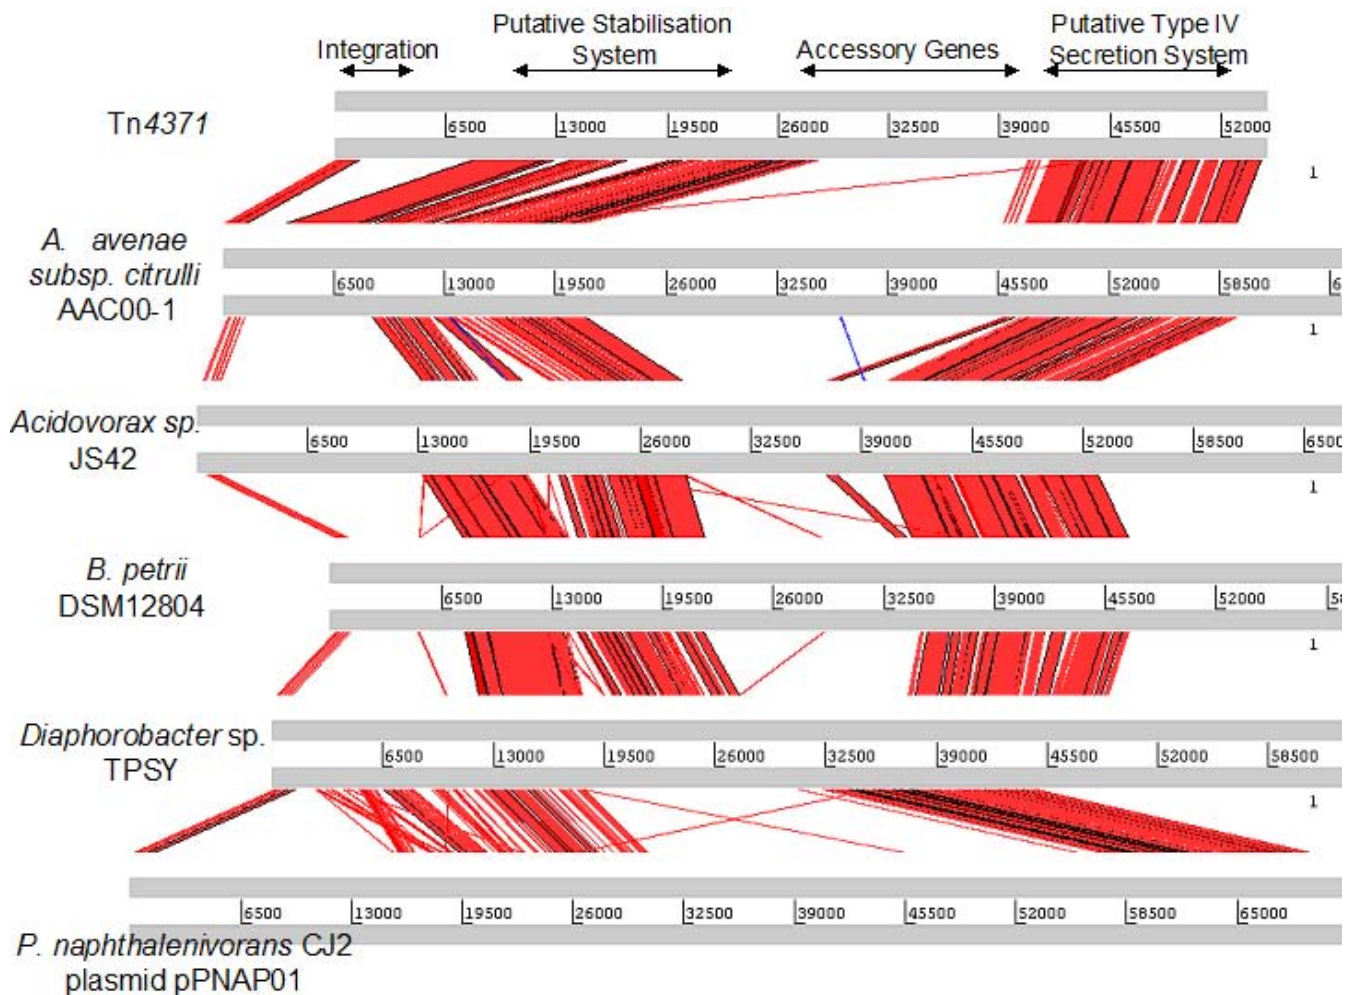 Integration
Putative Stabilisation
System
Accessory Genes
Putative Type IV
Secretion System
Tn4371
6500 13000 19500 26000 32500 39000 45500 52000
1
A. avenae
subsp. citrulli
AAC00-1
6500 13000 19500 26000 32500 39000 45500 52000 58500 6
1
Acidovorax sp.
JS42
6500 13000 19500 26000 32500 39000 45500 52000 58500 6500
1
B. petrii
DSM12804
6500 13000 19500 26000 32500 39000 45500 52000 58
1
Diaphorobacter sp.
TPSY
6500 13000 19500 26000 32500 39000 45500 52000 58500
1
6500 13000 19500 26000 32500 39000 45500 52000 58500 65000
P. naphthalenivorans CJ2
plasmid pPNAP01